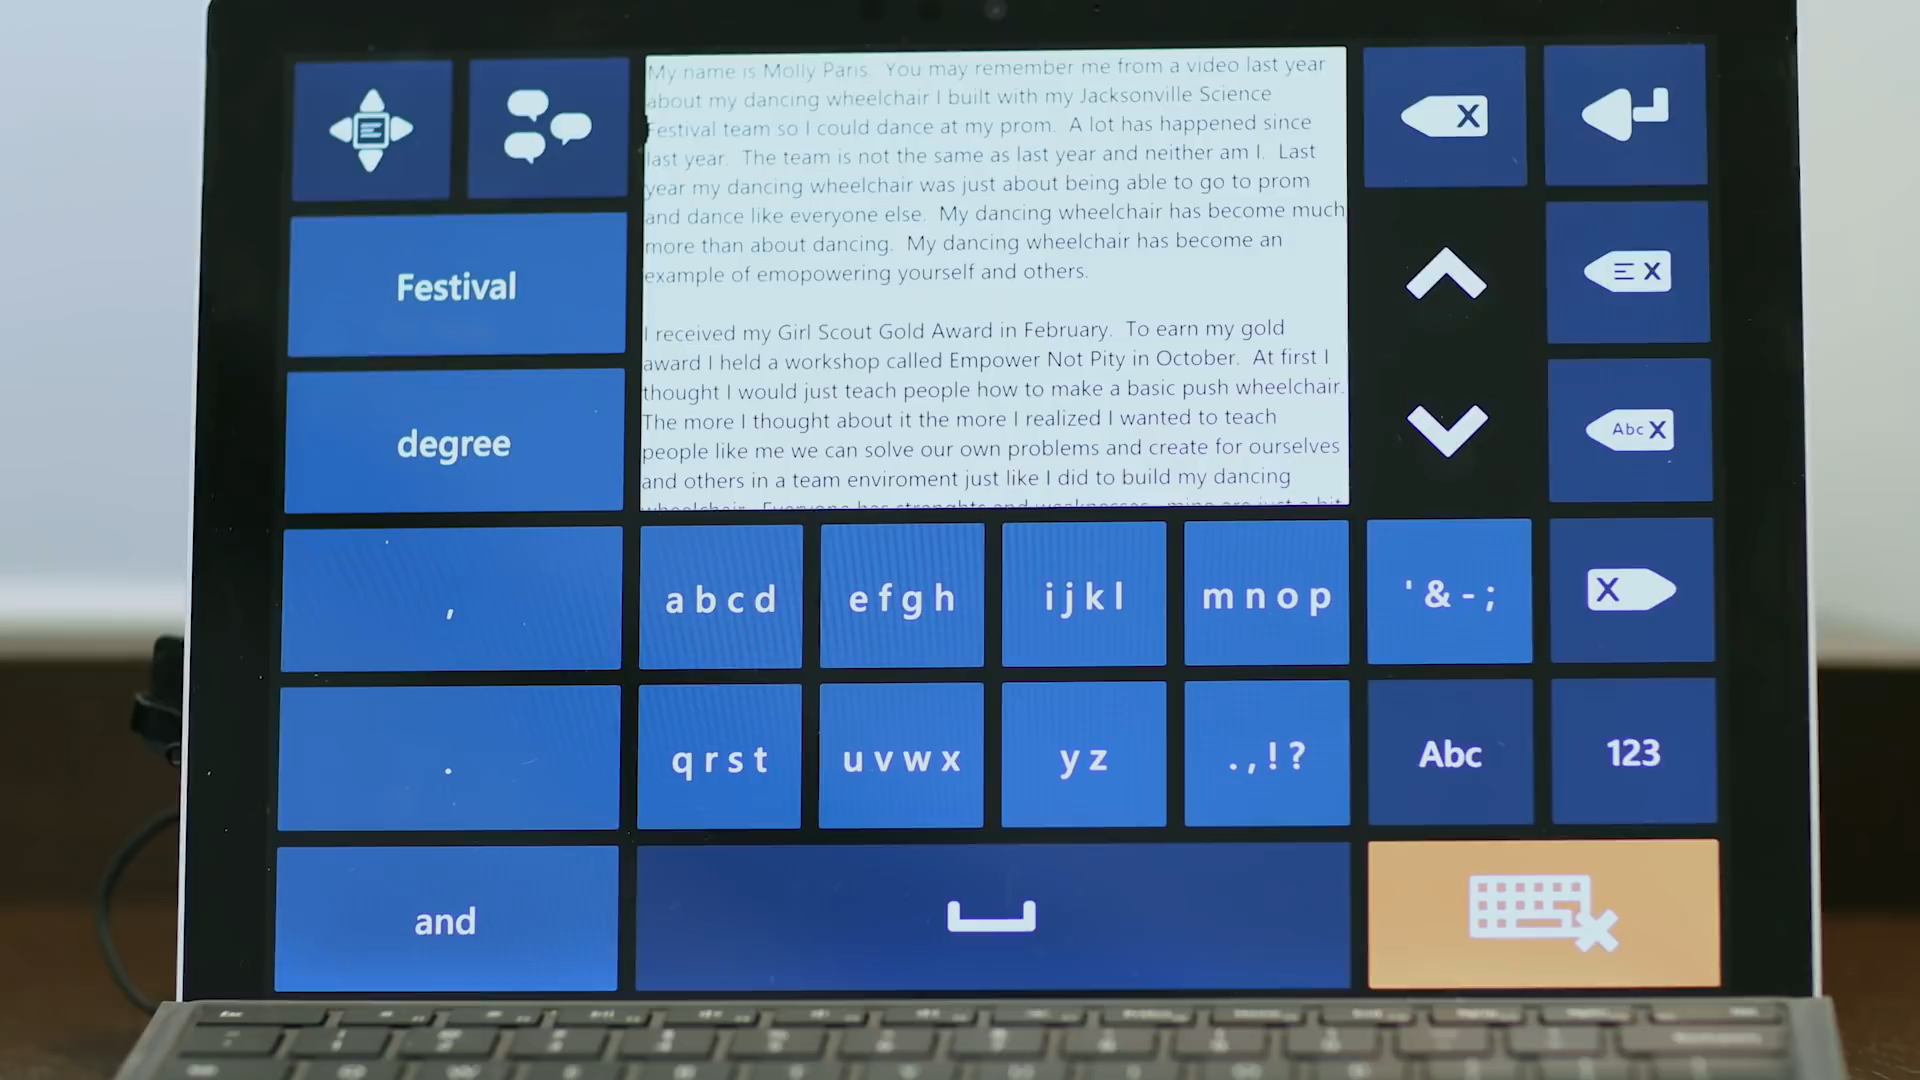 My name is Molly Paris. You may remember me from a video last year
about my dancing wheelchair I built with my Jacksonville Science
Festival team so I could dance at my prom. A lot has happened since
last year. The team is not the same as last year and neither am I. Last
year my dancing wheelchair was just about being able to go to prom
and dance like everyone else. My dancing wheelchair has become much
more than about dancing. My dancing wheelchair has become an
example of emopowering yourself and others.
I received my Girl Scout Gold Award in February. To earn my gold
award I held a workshop called Empower Not Pity in October. At first I
thought I would just teach people how to make a basic push wheelchair.
The more I thought about it the more I realized I wanted to teach
people like me we can solve our own problems and create for ourselves
and others in a team enviroment just like I did to build my dancing
X
X
Abc X
X
Festival
degree
,
.
and
a b c d
e f g h
i j k l
m n o p
' & - ;
q r s t
u v w x
y z
. , ! ?
Abc
123